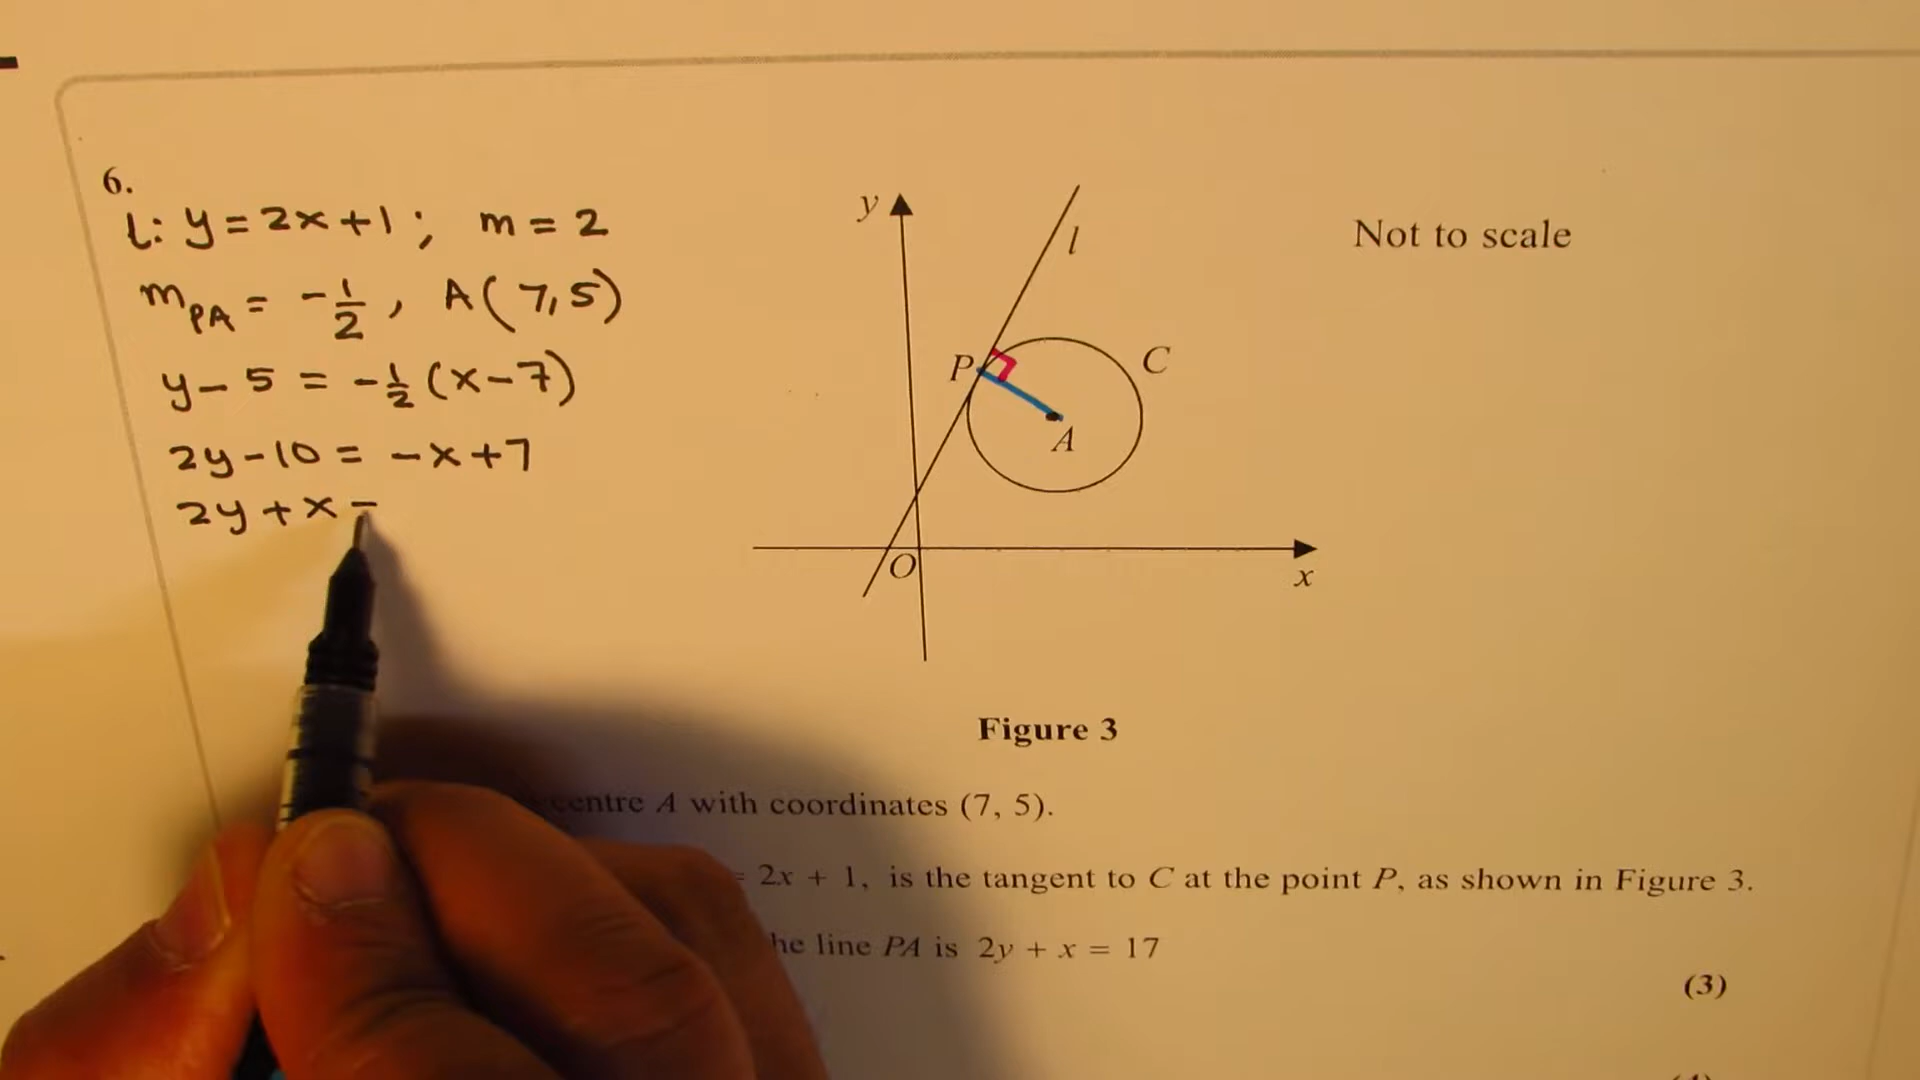 6.
l: y = 2x + 1 ; m = 2
m_PA = -1/2 , A( 7, 5)
y - 5 = -1/2 (x - 7)
2y - 10 = -x + 7
2y + x -
y
l
Not to scale
P
C
A
O
x
Figure 3
centre A with coordinates (7, 5).
= 2x + 1, is the tangent to C at the point P, as shown in Figure 3.
line PA is 2y + x = 17
(3)